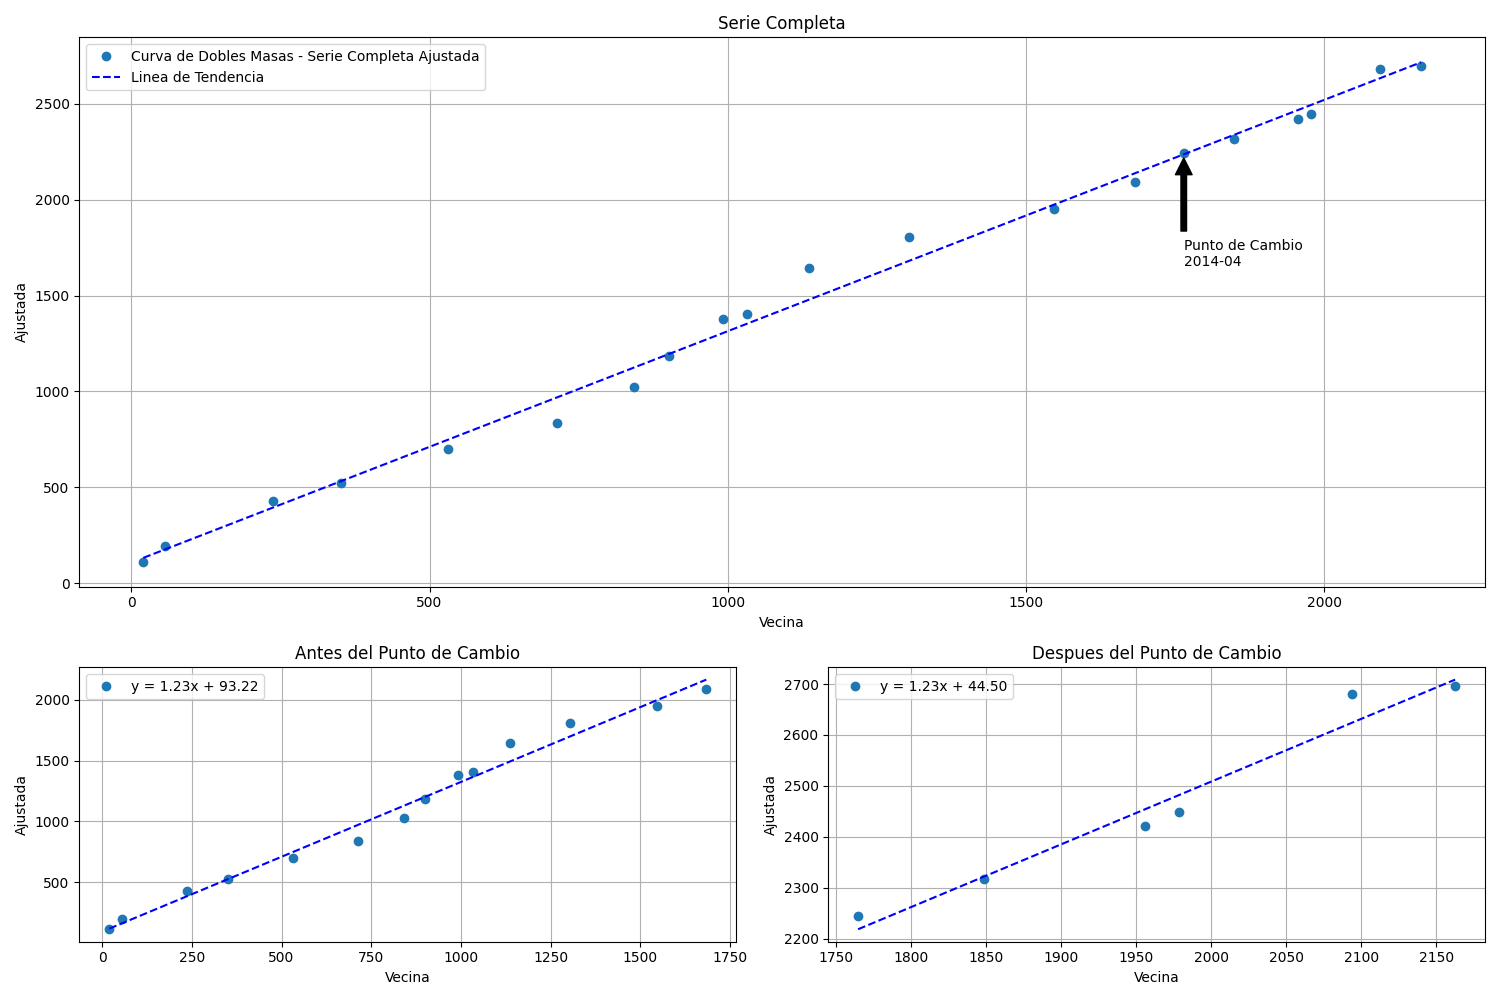 Serie Completa
Curva de Dobles Masas - Serie Completa Ajustada
Linea de Tendencia
2500
2000
1500
1000
500
0
Ajustada
Punto de Cambio
2014-04
0 500 1000 1500 2000
Vecina
Antes del Punto de Cambio
y = 1.23x + 93.22
2000
1500
1000
500
Ajustada
0 250 500 750 1000 1250 1500 1750
Vecina
Despues del Punto de Cambio
y = 1.23x + 44.50
2700
2600
2500
2400
2300
2200
Ajustada
1750 1800 1850 1900 1950 2000 2050 2100 2150
Vecina